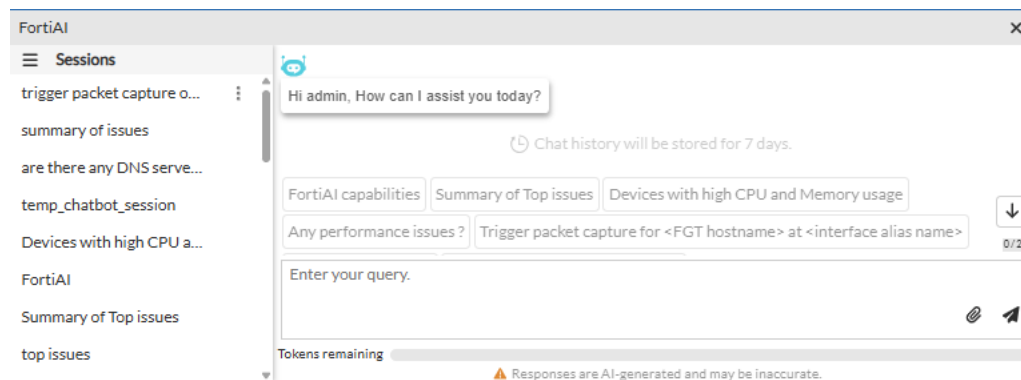 FortiAI
Sessions
trigger packet capture o...
summary of issues
are there any DNS serve...
temp_chatbot_session
Devices with high CPU a...
FortiAI
Summary of Top issues
top issues
Hi admin, How can I assist you today?
Chat history will be stored for 7 days.
FortiAI capabilities
Summary of Top issues
Devices with high CPU and Memory usage
Any performance issues ?
Trigger packet capture for <FGT hostname> at <interface alias name>
0/2
Enter your query.
Tokens remaining
Responses are AI-generated and may be inaccurate.